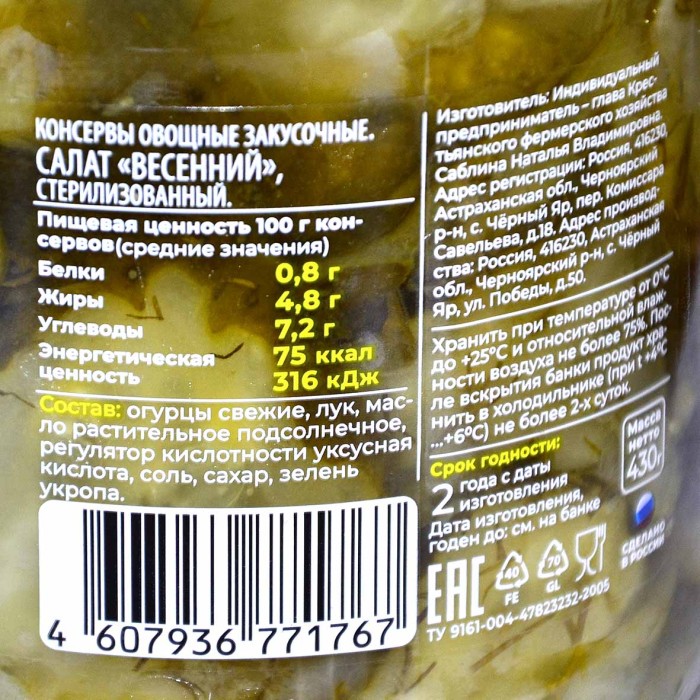 КОНСЕРВЫ ОВОЩНЫЕ ЗАКУСОЧНЫЕ.
САЛАТ «ВЕСЕННИЙ»,
СТЕРИЛИЗОВАННЫЙ.
Пищевая ценность 100 г кон-
сервов(средние значения)
Белки 0,8 г
Жиры 4,8 г
Углеводы 7,2 г
Энергетическая 75 ккал
ценность 316 кДж
Состав: огурцы свежие, лук, мас-
ло растительное подсолнечное,
регулятор кислотности уксусная
кислота, соль, сахар, зелень
укропа.
4 607936 771767
Изготовитель: Индивидуальный
предприниматель – глава Крес-
тьянского фермерского хозяйства
Саблина Наталья Владимировна.
Адрес регистрации: Россия, 416230,
Астраханская обл., Черноярский
р-н, с. Чёрный Яр, пер. Комиссара
Савельева, д.18. Адрес производ-
ства: Россия, 416230, Астраханская
обл., Черноярский р-н, с. Чёрный
Яр, ул. Победы, д.50.
Хранить при температуре от 0°С
до +25°С и относительной влаж-
ности воздуха не более 75%. Пос-
ле вскрытия банки продукт хра-
нить в холодильнике (при t +4°С
...+6°С) не более 2-х суток.
Срок годности:
2 года с даты
изготовления
Дата изготовления,
годен до: см. на банке
Масса
нетто
430г
СДЕЛАНО
В РОССИИ
EAC
40
FE
70
GL
ТУ 9161-004-47823232-2005